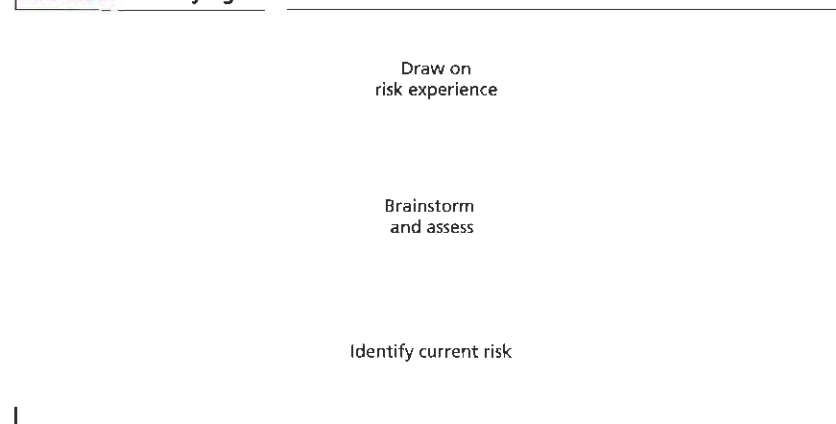 Draw on
risk experience
Brainstorm
and assess
Identify current risk